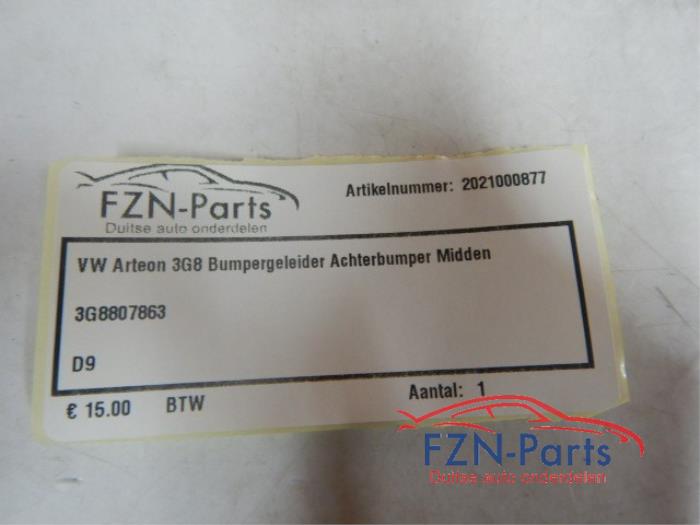 FZN-Parts
Duitse auto onderdelen
Artikelnummer: 2021000877
VW Arteon 3G8 Bumpergeleider Achterbumper Midden
3G8807863
D9
€ 15.00 BTW
Aantal: 1
FZN-Parts
Duitse auto onderdelen